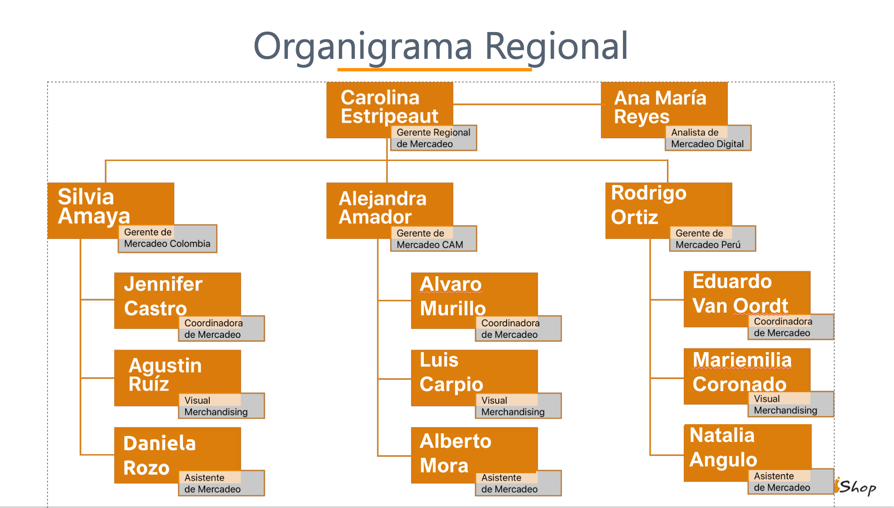 Organigrama Regional
Carolina
Estripeaut
Gerente Regional
de Mercadeo
Ana María
Reyes
Analista de
Mercadeo Digital
Silvia
Amaya
Gerente de
Mercadeo Colombia
Alejandra
Amador
Gerente de
Mercadeo CAM
Rodrigo
Ortiz
Gerente de
Mercadeo Perú
Jennifer
Castro
Coordinadora
de Mercadeo
Alvaro
Murillo
Coordinadora
de Mercadeo
Eduardo
Van Oordt
Coordinadora
de Mercadeo
Agustin
Ruíz
Visual
Merchandising
Luis
Carpio
Visual
Merchandising
Mariemilia
Coronado
Visual
Merchandising
Daniela
Rozo
Asistente
de Mercadeo
Alberto
Mora
Asistente
de Mercadeo
Natalia
Angulo
Asistente
de Mercadeo
iShop